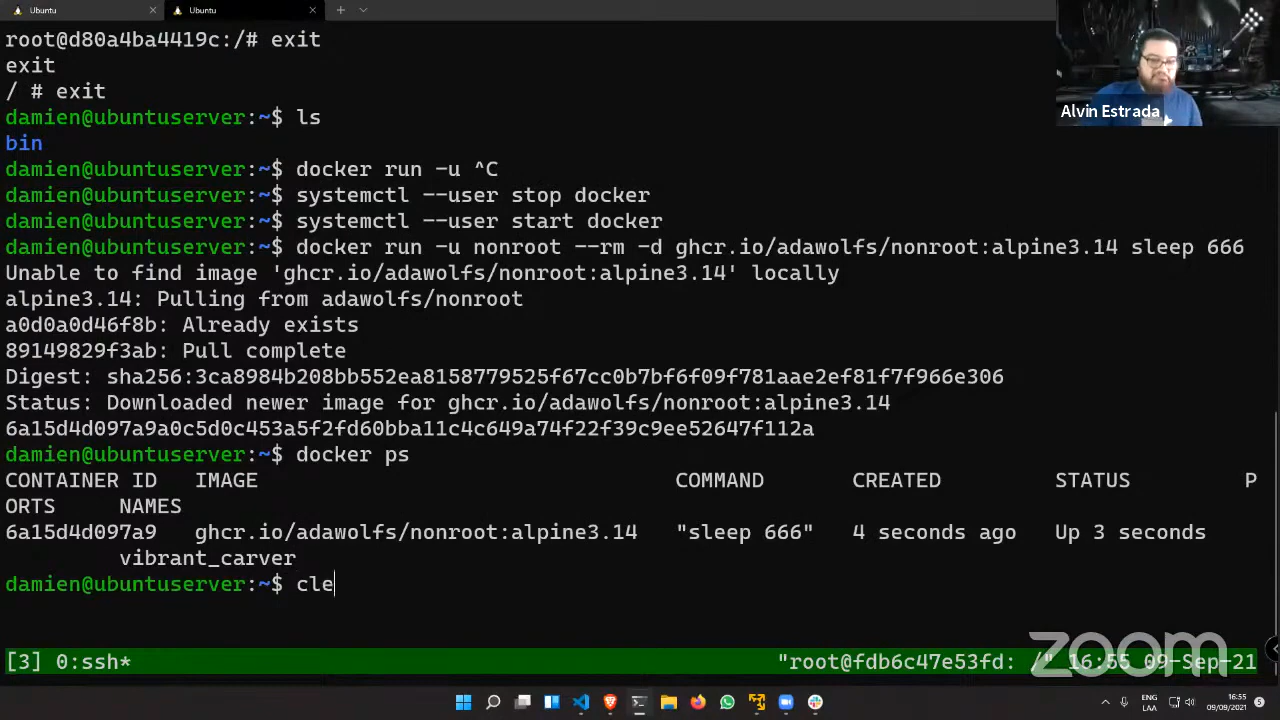 Ubuntu
Ubuntu
root@d80a4ba4419c:/# exit
exit
/ # exit
damien@ubuntuserver:~$ ls
bin
damien@ubuntuserver:~$ docker run -u ^C
damien@ubuntuserver:~$ systemctl --user stop docker
damien@ubuntuserver:~$ systemctl --user start docker
damien@ubuntuserver:~$ docker run -u nonroot --rm -d ghcr.io/adawolfs/nonroot:alpine3.14 sleep 666
Unable to find image 'ghcr.io/adawolfs/nonroot:alpine3.14' locally
alpine3.14: Pulling from adawolfs/nonroot
a0d0a0d46f8b: Already exists
89149829f3ab: Pull complete
Digest: sha256:3ca8984b208bb552ea8158779525f67cc0b7bf6f09f781aae2ef81f7f966e306
Status: Downloaded newer image for ghcr.io/adawolfs/nonroot:alpine3.14
6a15d4d097a9a0c5d0c453a5f2fd60bba11c4c649a74f22f39c9ee52647f112a
damien@ubuntuserver:~$ docker ps
CONTAINER ID   IMAGE                                 COMMAND       CREATED         STATUS         P
ORTS     NAMES
6a15d4d097a9   ghcr.io/adawolfs/nonroot:alpine3.14   "sleep 666"   4 seconds ago   Up 3 seconds
         vibrant_carver
damien@ubuntuserver:~$ cle
Alvin Estrada
zoom
[3] 0:ssh* "root@fdb6c47e53fd: /" 16:55 09-Sep-21
ENG
LAA
16:55
09/09/2021
5